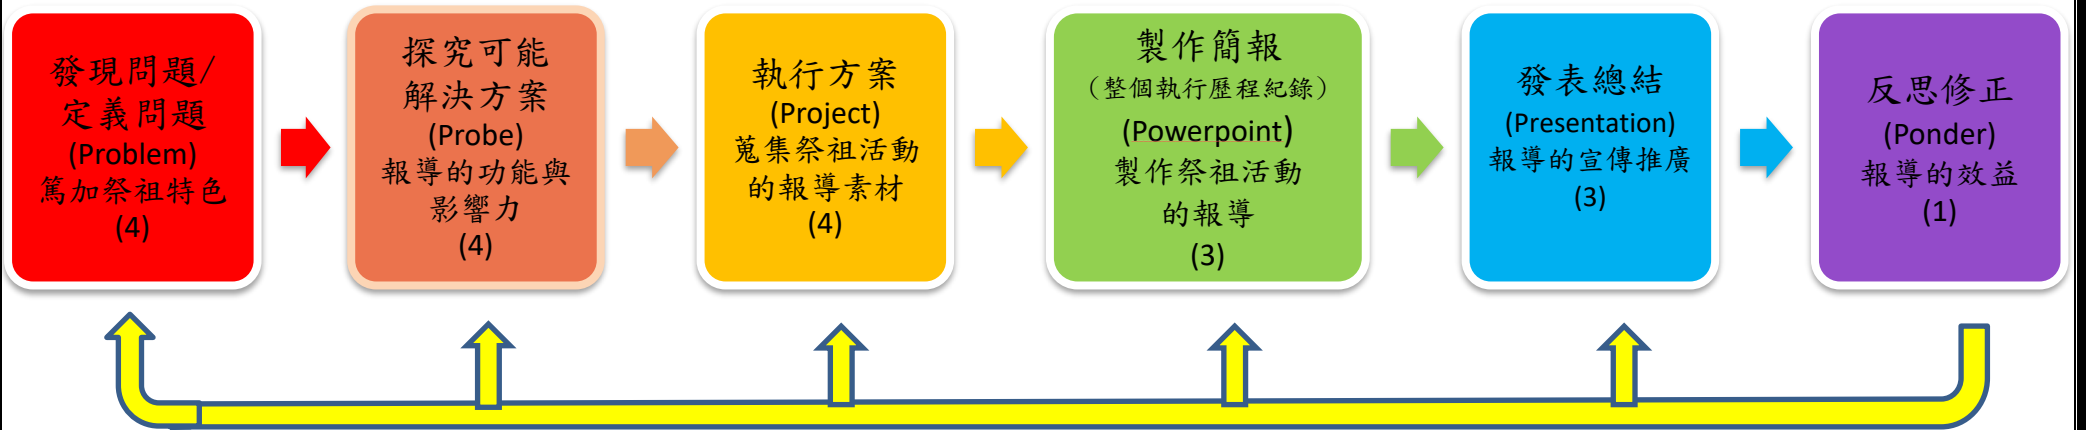 發現問題/
定義問題
(Problem)
篤加祭祖特色
(4)
探究可能
解決方案
(Probe)
報導的功能與
影響力
(4)
執行方案
(Project)
蒐集祭祖活動
的報導素材
(4)
製作簡報
（整個執行歷程紀錄）
(Powerpoint)
製作祭祖活動
的報導
(3)
發表總結
(Presentation)
報導的宣傳推廣
(3)
反思修正
(Ponder)
報導的效益
(1)